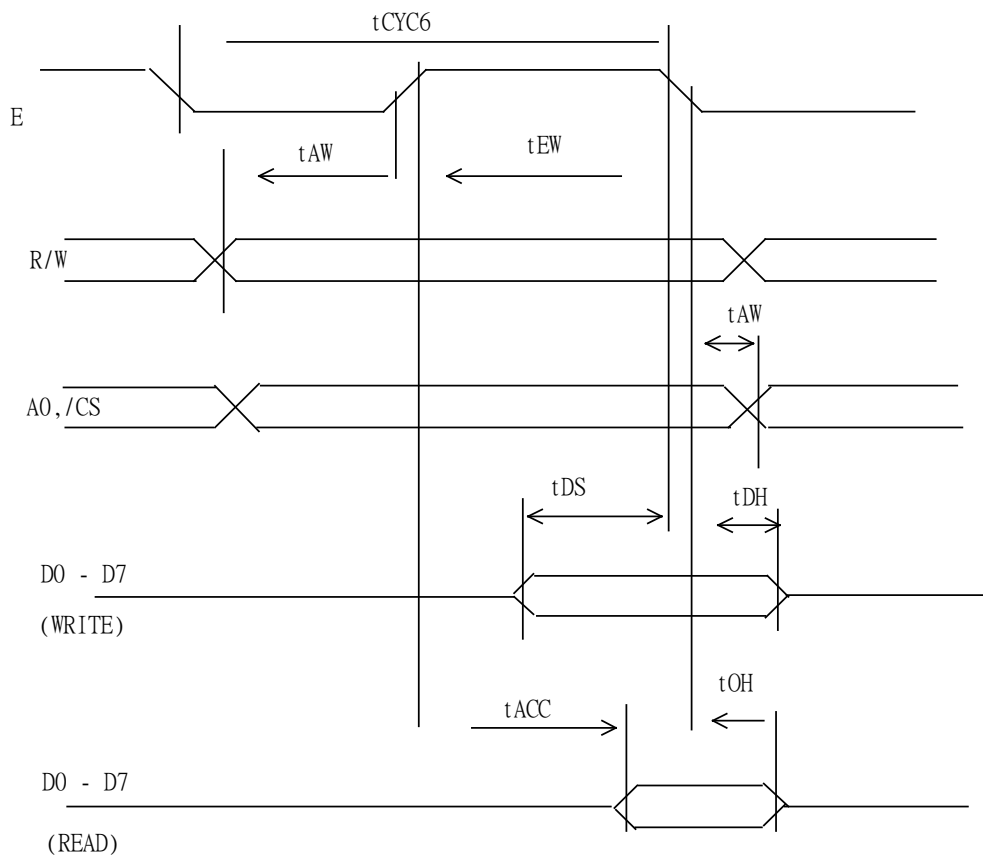 tCYC6
E
tAW
tEW
R/W
tAW
A0,/CS
tDS
tDH
D0 - D7
(WRITE)
tOH
tACC
D0 - D7
(READ)